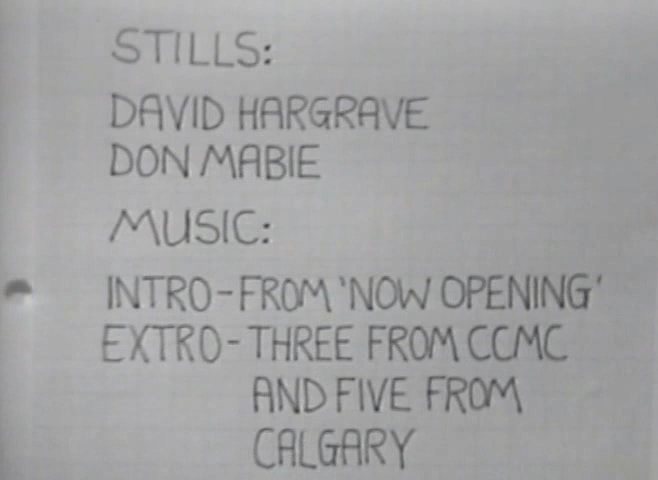 STILLS:
DAVID HARGRAVE
DON MABIE
MUSIC:
INTRO-FROM 'NOW OPENING'
EXTRO-THREE FROM CCMC
AND FIVE FROM
CALGARY